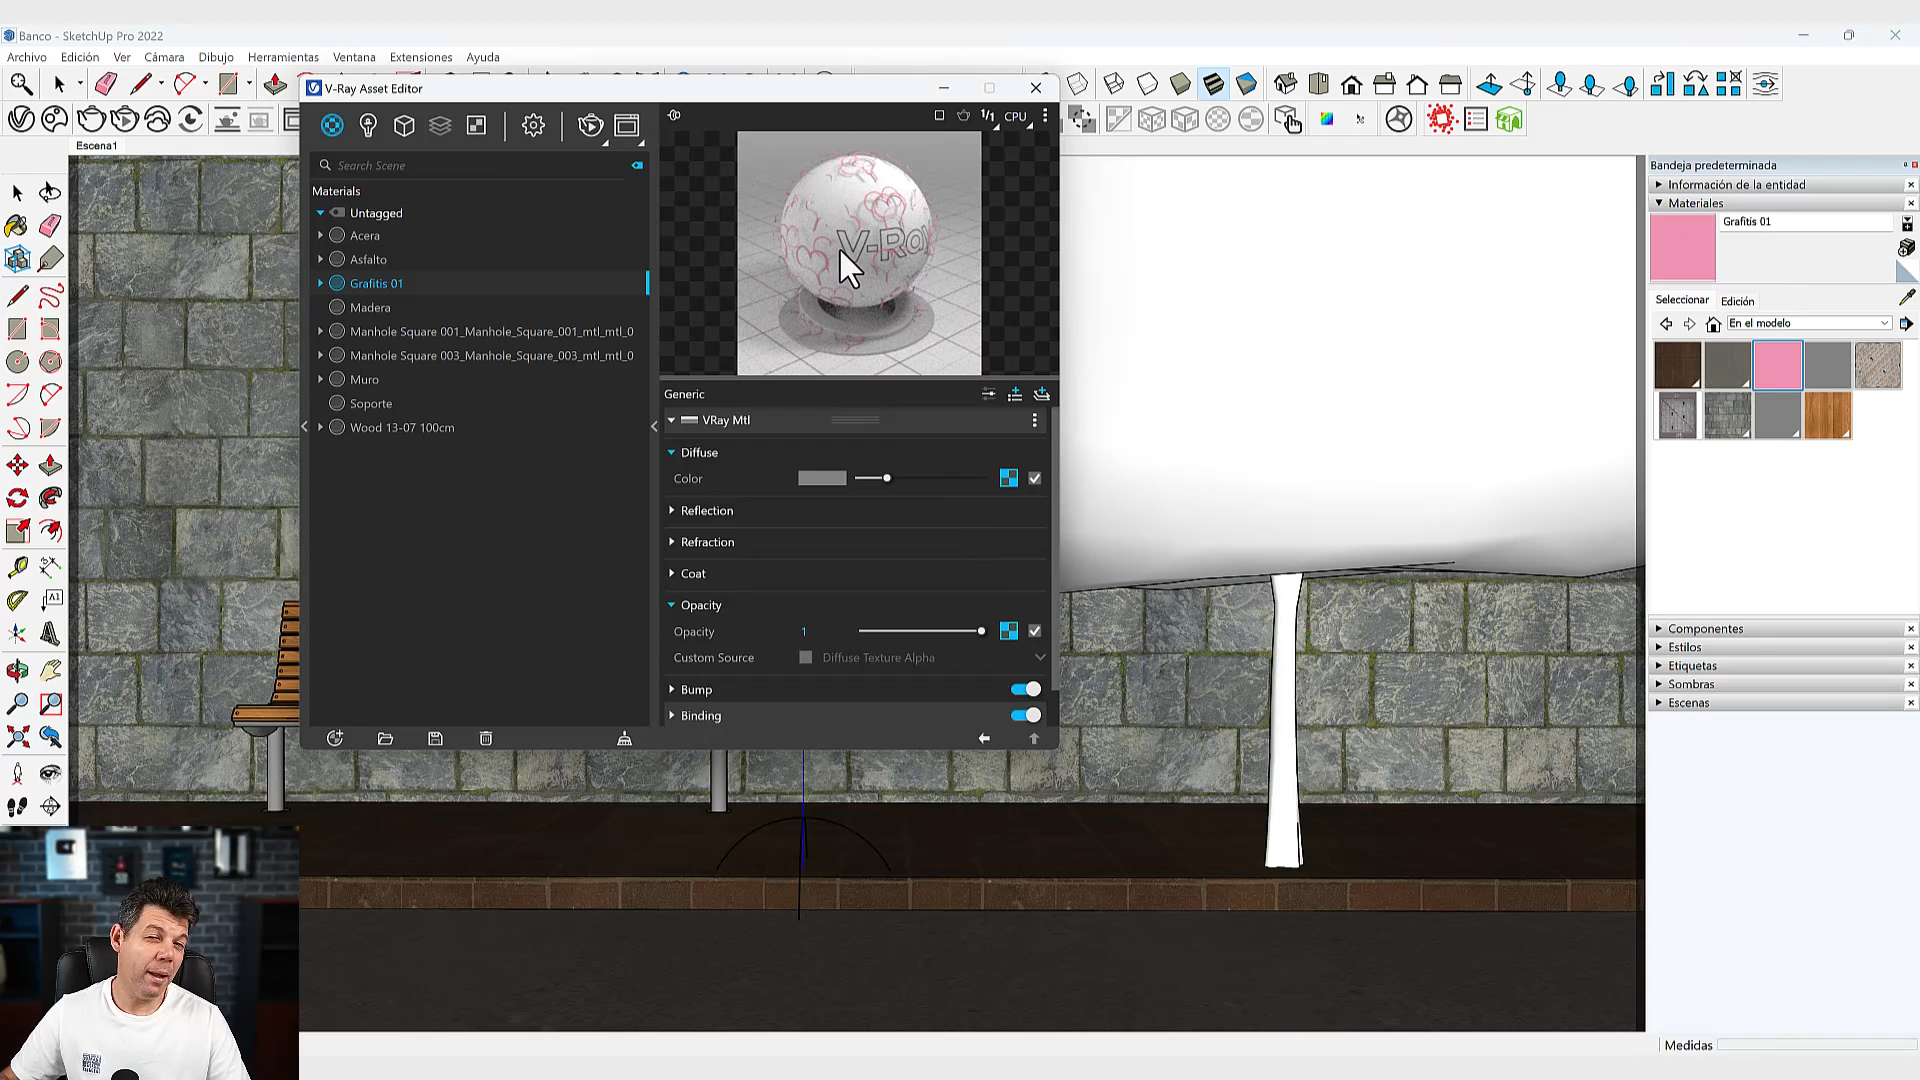 Banco - SketchUp Pro 2022
Archivo Edición Ver Cámara Dibujo Herramientas Ventana Extensiones Ayuda
V-Ray Asset Editor
Escena1
1/1 CPU
Search Scene
Materials
Untagged
Acera
Asfalto
Grafitis 01
Madera
Manhole Square 001_Manhole_Square_001_mtl_mtl_0
Manhole Square 003_Manhole_Square_003_mtl_mtl_0
Muro
Soporte
Wood 13-07 100cm
Generic
VRay Mtl
Diffuse
Color
Reflection
Refraction
Coat
Opacity
Opacity 1
Custom Source Diffuse Texture Alpha
Bump
Binding
Bandeja predeterminada
Información de la entidad
Materiales
Grafitis 01
Seleccionar Edición
En el modelo
Componentes
Estilos
Etiquetas
Sombras
Escenas
Medidas